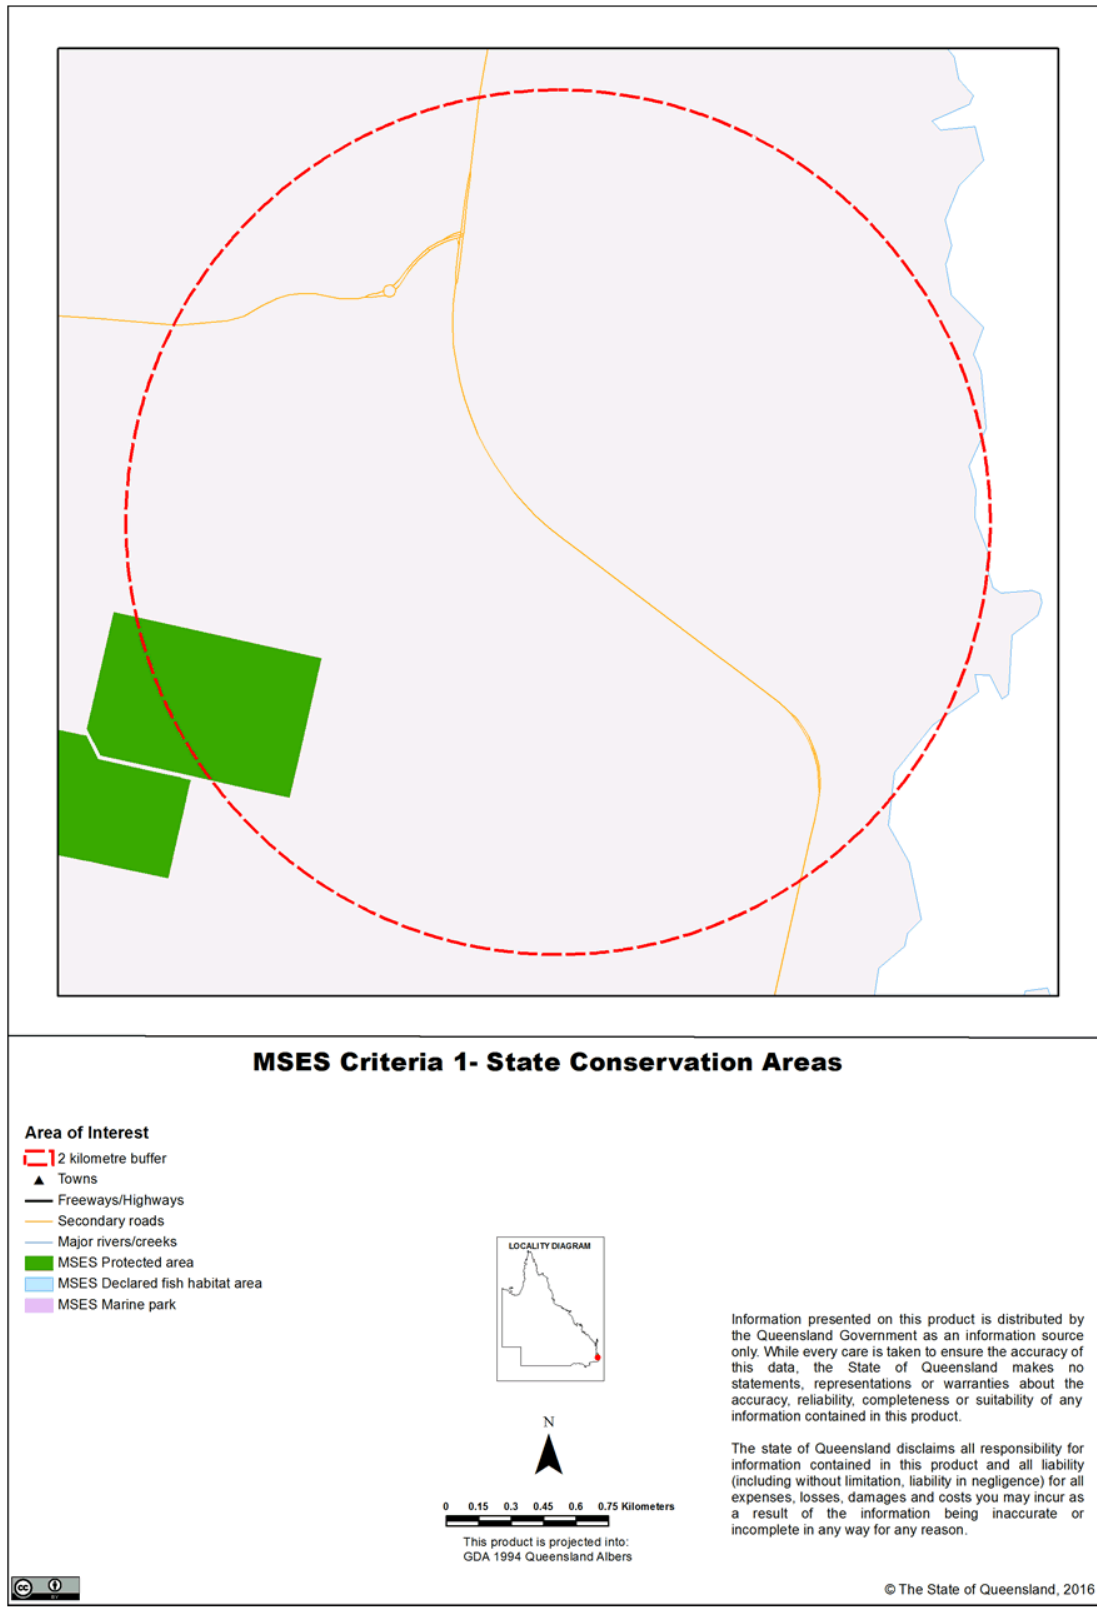 MSES Criteria 1- State Conservation Areas
Area of Interest
2 kilometre buffer
Towns
Freeways/Highways
Secondary roads
Major rivers/creeks
MSES Protected area
MSES Declared fish habitat area
MSES Marine park
LOCALITY DIAGRAM
N
0 0.15 0.3 0.45 0.6 0.75 Kilometers
This product is projected into:
GDA 1994 Queensland Albers
Information presented on this product is distributed by
the Queensland Government as an information source
only. While every care is taken to ensure the accuracy of
this data, the State of Queensland makes no
statements, representations or warranties about the
accuracy, reliability, completeness or suitability of any
information contained in this product.
The state of Queensland disclaims all responsibility for
information contained in this product and all liability
(including without limitation, liability in negligence) for all
expenses, losses, damages and costs you may incur as
a result of the information being inaccurate or
incomplete in any way for any reason.
cc
BY
© The State of Queensland, 2016